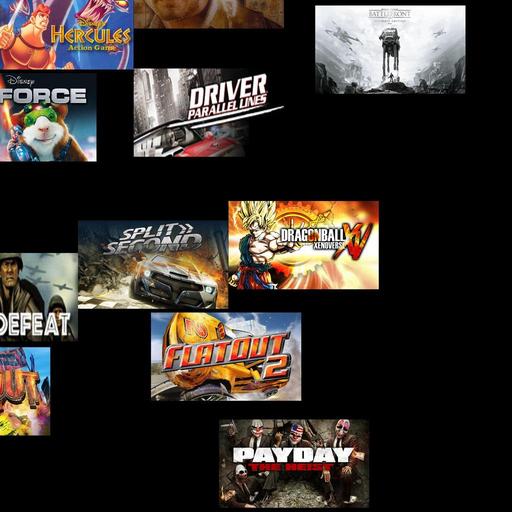 Disney
HERCULES
Action Game
BATTLEFRONT
Disney
FORCE
DRIVER
PARALLEL LINES
SPLIT
SECOND
DRAGONBALL
XENOVERSE
XV
DEFEAT
FLATOUT
2
OUT
PAYDAY
THE HEIST